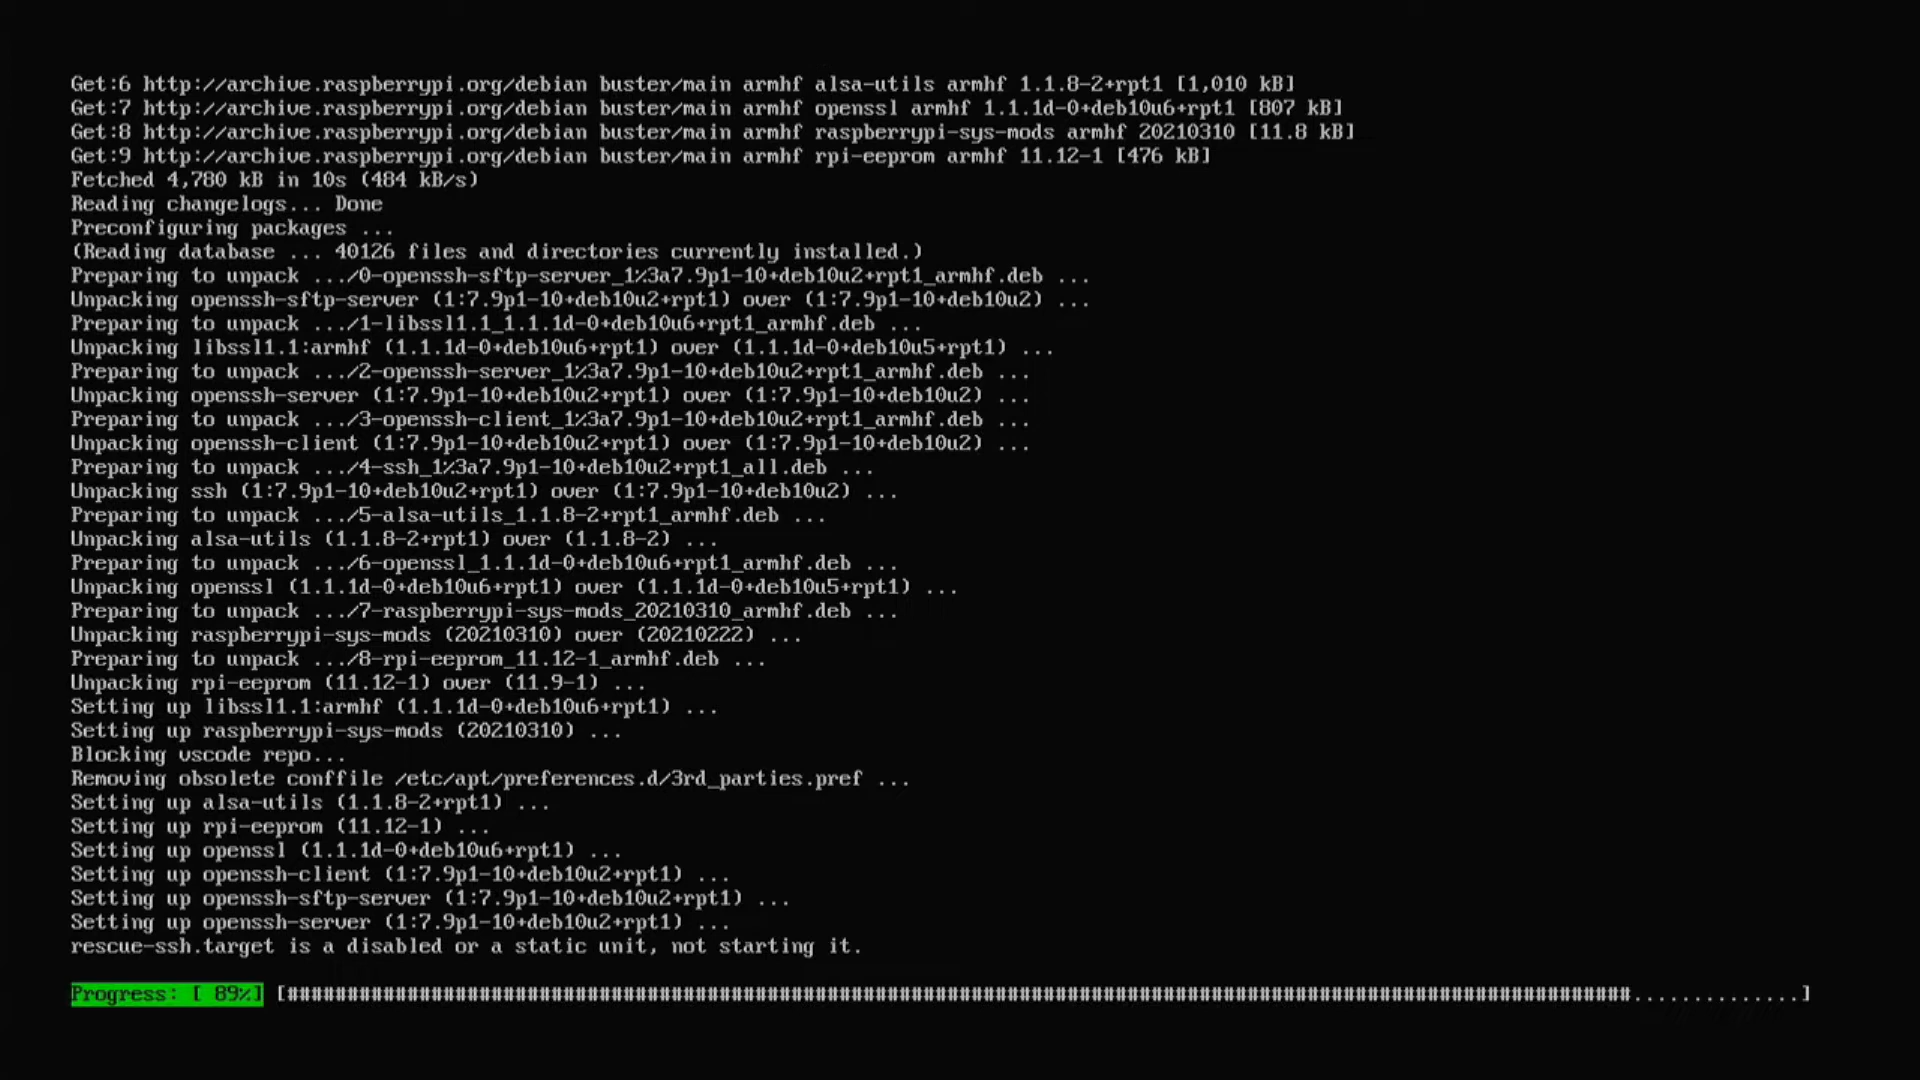 Get:6 http://archive.raspberrypi.org/debian buster/main armhf alsa-utils armhf 1.1.8-2+rpt1 [1,010 kB]
Get:7 http://archive.raspberrypi.org/debian buster/main armhf openssl armhf 1.1.1d-0+deb10u6+rpt1 [807 kB]
Get:8 http://archive.raspberrypi.org/debian buster/main armhf raspberrypi-sys-mods armhf 20210310 [11.8 kB]
Get:9 http://archive.raspberrypi.org/debian buster/main armhf rpi-eeprom armhf 11.12-1 [476 kB]
Fetched 4,780 kB in 10s (484 kB/s)
Reading changelogs... Done
Preconfiguring packages ...
(Reading database ... 40126 files and directories currently installed.)
Preparing to unpack .../0-openssh-sftp-server_1%3a7.9p1-10+deb10u2+rpt1_armhf.deb ...
Unpacking openssh-sftp-server (1:7.9p1-10+deb10u2+rpt1) over (1:7.9p1-10+deb10u2) ...
Preparing to unpack .../1-libssl1.1_1.1.1d-0+deb10u6+rpt1_armhf.deb ...
Unpacking libssl1.1:armhf (1.1.1d-0+deb10u6+rpt1) over (1.1.1d-0+deb10u5+rpt1) ...
Preparing to unpack .../2-openssh-server_1%3a7.9p1-10+deb10u2+rpt1_armhf.deb ...
Unpacking openssh-server (1:7.9p1-10+deb10u2+rpt1) over (1:7.9p1-10+deb10u2) ...
Preparing to unpack .../3-openssh-client_1%3a7.9p1-10+deb10u2+rpt1_armhf.deb ...
Unpacking openssh-client (1:7.9p1-10+deb10u2+rpt1) over (1:7.9p1-10+deb10u2) ...
Preparing to unpack .../4-ssh_1%3a7.9p1-10+deb10u2+rpt1_all.deb ...
Unpacking ssh (1:7.9p1-10+deb10u2+rpt1) over (1:7.9p1-10+deb10u2) ...
Preparing to unpack .../5-alsa-utils_1.1.8-2+rpt1_armhf.deb ...
Unpacking alsa-utils (1.1.8-2+rpt1) over (1.1.8-2) ...
Preparing to unpack .../6-openssl_1.1.1d-0+deb10u6+rpt1_armhf.deb ...
Unpacking openssl (1.1.1d-0+deb10u6+rpt1) over (1.1.1d-0+deb10u5+rpt1) ...
Preparing to unpack .../7-raspberrypi-sys-mods_20210310_armhf.deb ...
Unpacking raspberrypi-sys-mods (20210310) over (20210222) ...
Preparing to unpack .../8-rpi-eeprom_11.12-1_armhf.deb ...
Unpacking rpi-eeprom (11.12-1) over (11.9-1) ...
Setting up libssl1.1:armhf (1.1.1d-0+deb10u6+rpt1) ...
Setting up raspberrypi-sys-mods (20210310) ...
Blocking vscode repo...
Removing obsolete conffile /etc/apt/preferences.d/3rd_parties.pref ...
Setting up alsa-utils (1.1.8-2+rpt1) ...
Setting up rpi-eeprom (11.12-1) ...
Setting up openssl (1.1.1d-0+deb10u6+rpt1) ...
Setting up openssh-client (1:7.9p1-10+deb10u2+rpt1) ...
Setting up openssh-sftp-server (1:7.9p1-10+deb10u2+rpt1) ...
Setting up openssh-server (1:7.9p1-10+deb10u2+rpt1) ...
rescue-ssh.target is a disabled or a static unit, not starting it.
Progress: [ 89%] [################################################################################################################..............]